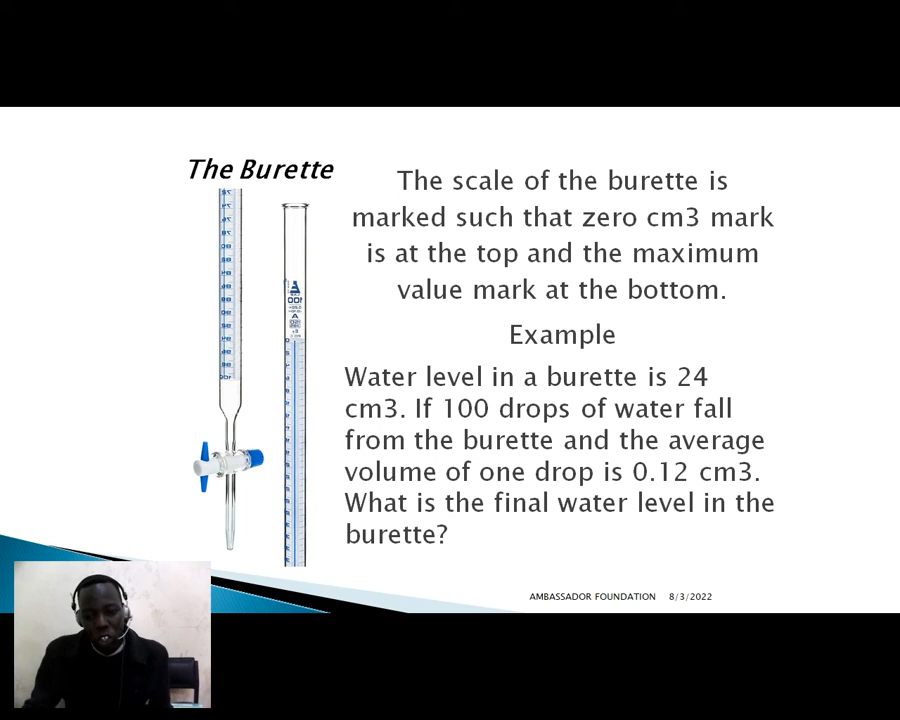 The Burette
The scale of the burette is
marked such that zero cm3 mark
is at the top and the maximum
value mark at the bottom.
Example
Water level in a burette is 24
cm3. If 100 drops of water fall
from the burette and the average
volume of one drop is 0.12 cm3.
What is the final water level in the
burette?
AMBASSADOR FOUNDATION 8/3/2022